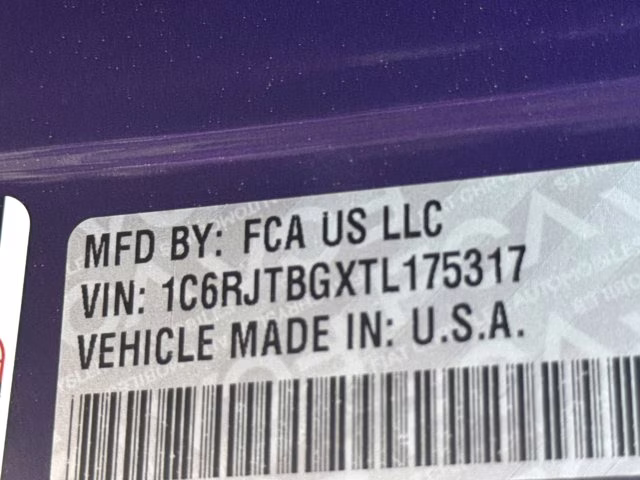 MFD BY: FCA US LLC
VIN: 1C6RJTBGXTL175317
VEHICLE MADE IN: U.S.A.